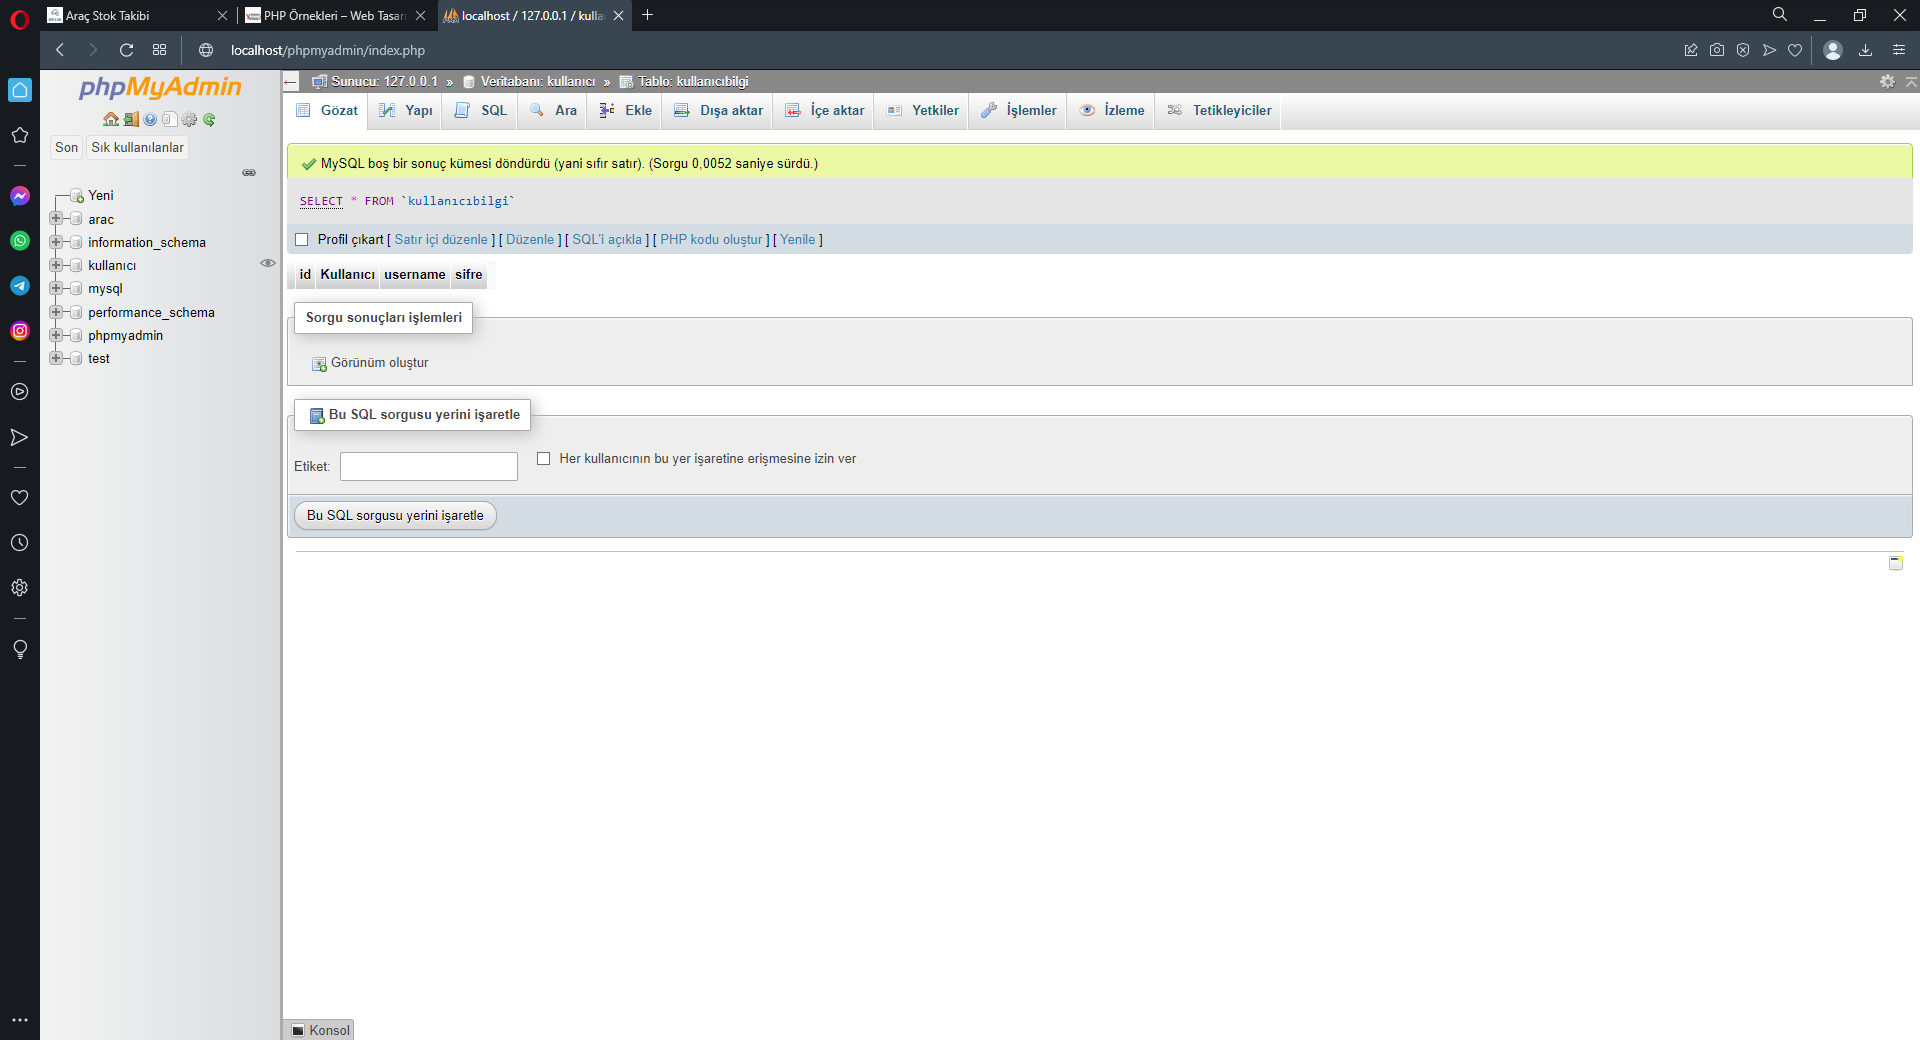 Araç Stok Takibi
PHP Örnekleri – Web Tasar
localhost / 127.0.0.1 / kulla
localhost/phpmyadmin/index.php
phpMyAdmin
Son
Sık kullanılanlar
Yeni
arac
information_schema
kullanıcı
mysql
performance_schema
phpmyadmin
test
Sunucu: 127.0.0.1 » Veritabanı: kullanıcı » Tablo: kullanıcıbilgi
Gözat
Yapı
SQL
Ara
Ekle
Dışa aktar
İçe aktar
Yetkiler
İşlemler
İzleme
Tetikleyiciler
MySQL boş bir sonuç kümesi döndürdü (yani sıfır satır). (Sorgu 0,0052 saniye sürdü.)
SELECT * FROM `kullanıcıbilgi`
Profil çıkart [ Satır içi düzenle ] [ Düzenle ] [ SQL'i açıkla ] [ PHP kodu oluştur ] [ Yenile ]
id Kullanıcı username sifre
Sorgu sonuçları işlemleri
Görünüm oluştur
Bu SQL sorgusu yerini işaretle
Etiket:
Her kullanıcının bu yer işaretine erişmesine izin ver
Bu SQL sorgusu yerini işaretle
Konsol